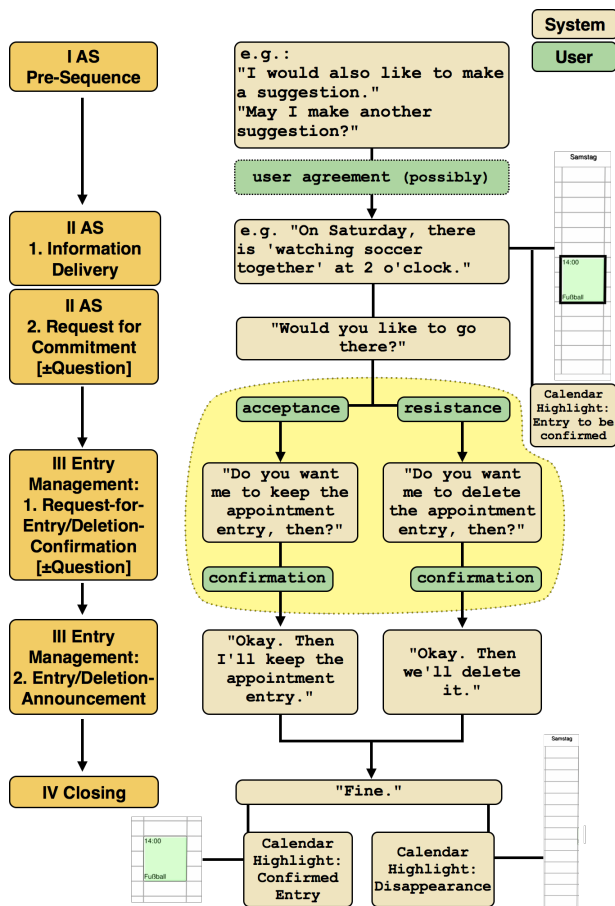 System
User
I AS
Pre-Sequence
e.g.:
"I would also like to make
a suggestion."
"May I make another
suggestion?"
user agreement (possibly)
II AS
1. Information
Delivery
e.g. "On Saturday, there
is 'watching soccer
together' at 2 o'clock."
Samstag
14:00
Fußball
II AS
2. Request for
Commitment
[±Question]
"Would you like to go
there?"
Calendar
Highlight:
Entry to be
confirmed
acceptance
resistance
III Entry
Management:
1. Request-for-
Entry/Deletion-
Confirmation
[±Question]
"Do you want
me to keep the
appointment
entry, then?"
"Do you want
me to delete
the appointment
entry, then?"
confirmation
confirmation
III Entry
Management:
2. Entry/Deletion-
Announcement
"Okay. Then
I'll keep the
appointment
entry."
"Okay. Then
we'll delete
it."
Samstag
IV Closing
"Fine."
14:00
Fußball
Calendar
Highlight:
Confirmed
Entry
Calendar
Highlight:
Disappearance